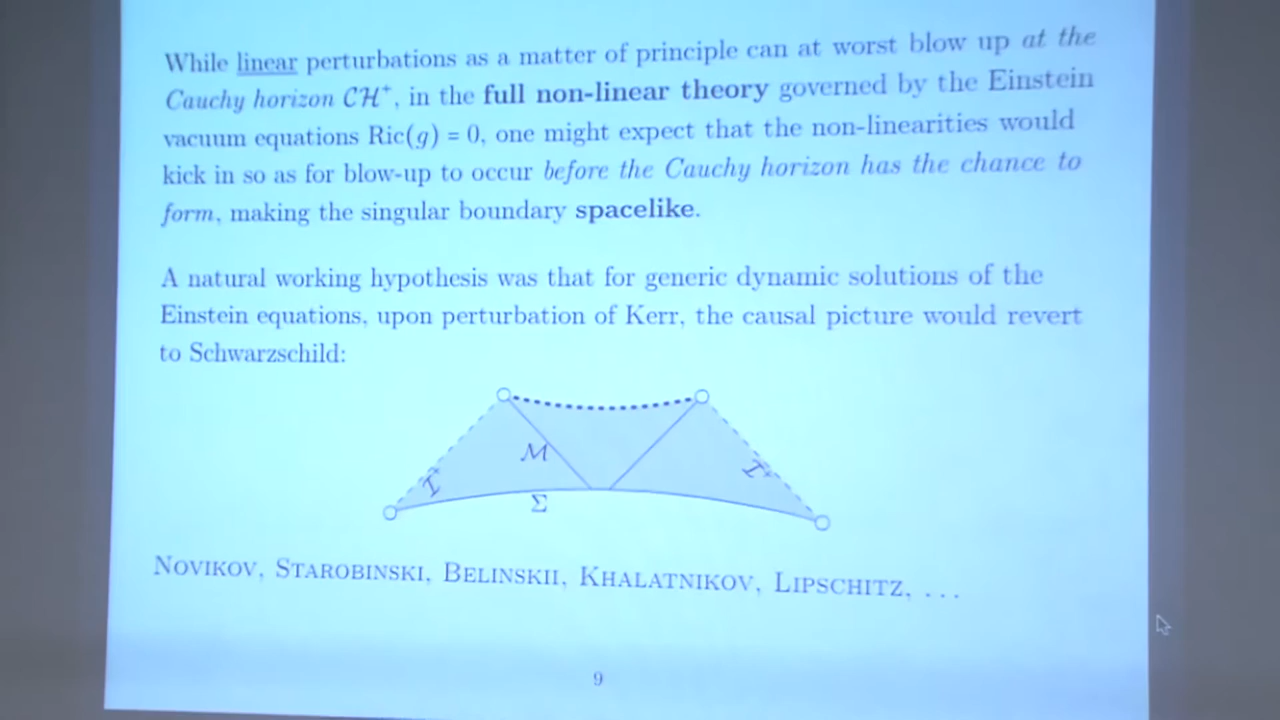 While linear perturbations as a matter of principle can at worst blow up at the
Cauchy horizon CH⁺, in the full non-linear theory governed by the Einstein
vacuum equations Ric(g) = 0, one might expect that the non-linearities would
kick in so as for blow-up to occur before the Cauchy horizon has the chance to
form, making the singular boundary spacelike.
A natural working hypothesis was that for generic dynamic solutions of the
Einstein equations, upon perturbation of Kerr, the causal picture would revert
to Schwarzschild:
M
I⁺ I⁺
Σ
NOVIKOV, STAROBINSKI, BELINSKII, KHALATNIKOV, LIPSCHITZ, ...
9